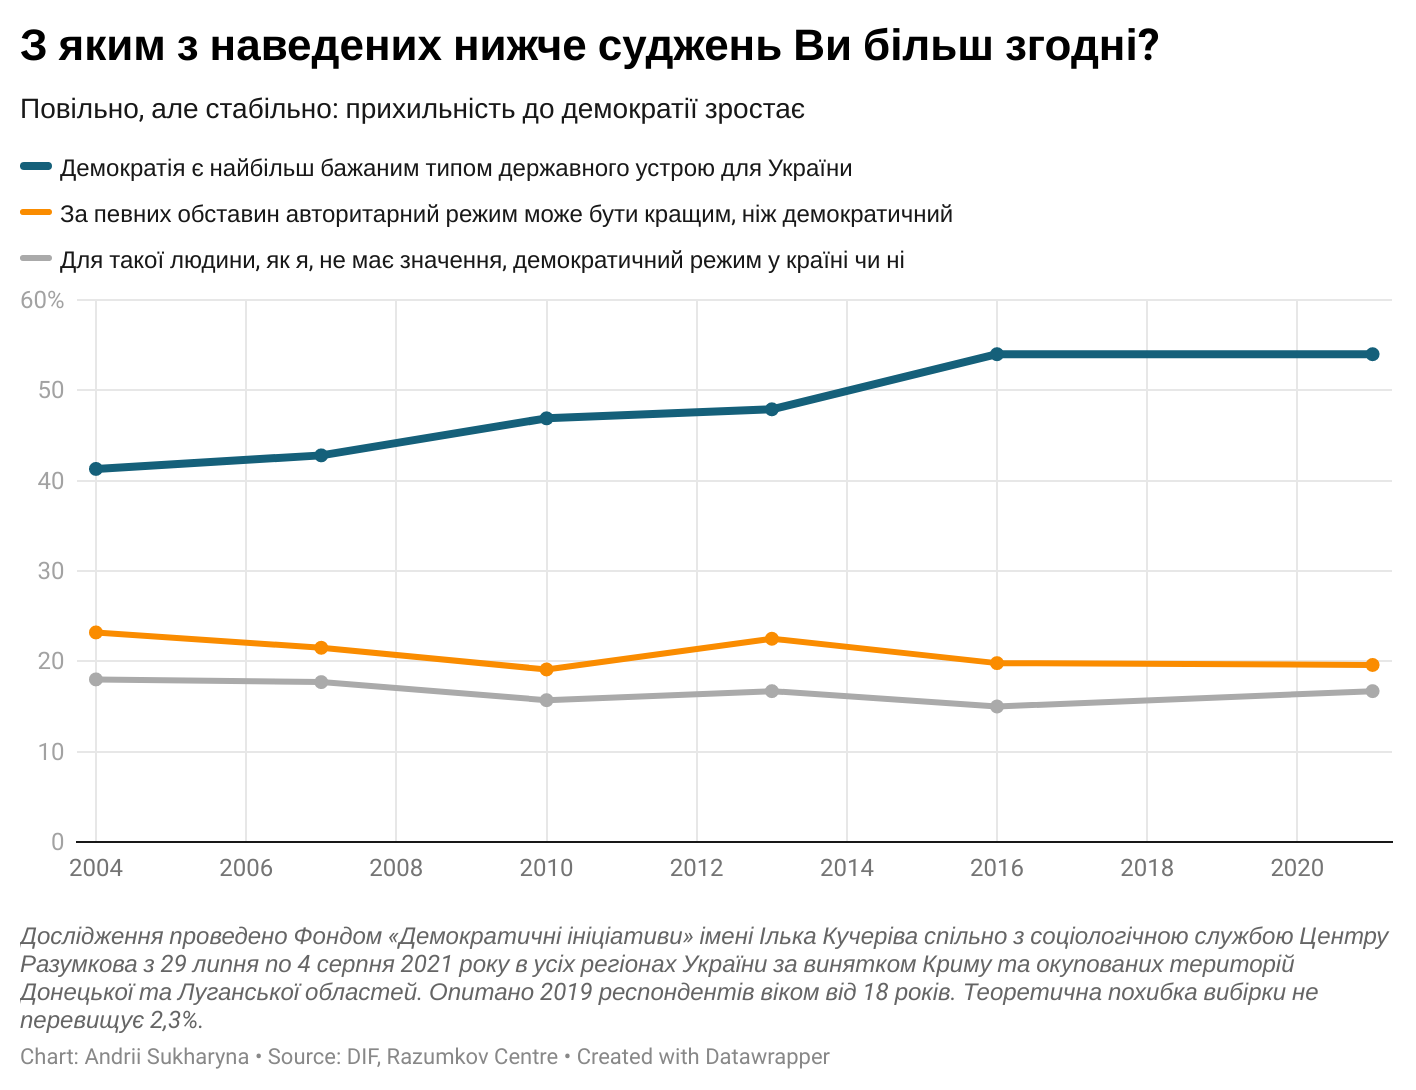 З яким з наведених нижче суджень Ви більш згодні?
Повільно, але стабільно: прихильність до демократії зростає
Демократія є найбільш бажаним типом державного устрою для України
За певних обставин авторитарний режим може бути кращим, ніж демократичний
Для такої людини, як я, не має значення, демократичний режим у країні чи ні
60%
50
40
30
20
10
0
2004 2006 2008 2010 2012 2014 2016 2018 2020
Дослідження проведено Фондом «Демократичні ініціативи» імені Ілька Кучеріва спільно з соціологічною службою Центру
Разумкова з 29 липня по 4 серпня 2021 року в усіх регіонах України за винятком Криму та окупованих територій
Донецької та Луганської областей. Опитано 2019 респондентів віком від 18 років. Теоретична похибка вибірки не
перевищує 2,3%.
Chart: Andrii Sukharyna • Source: DIF, Razumkov Centre • Created with Datawrapper